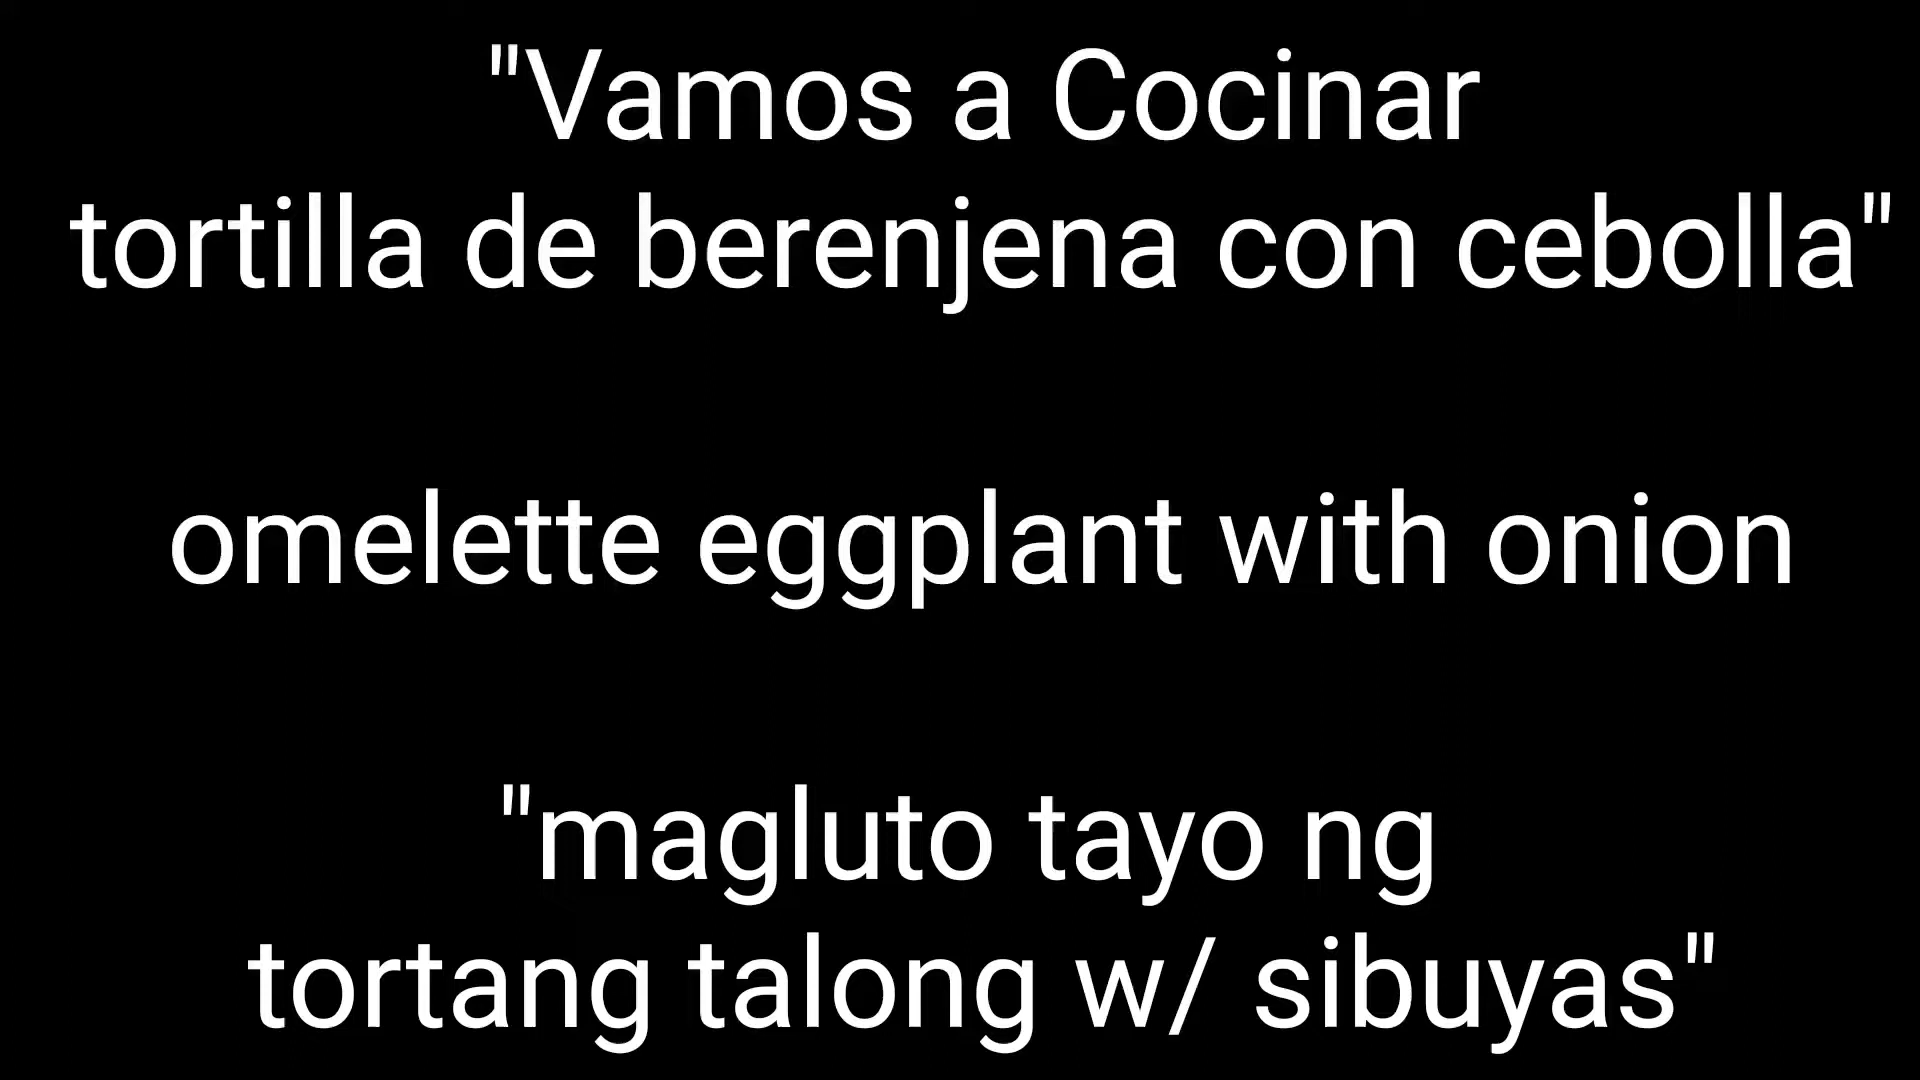 "Vamos a Cocinar
tortilla de berenjena con cebolla"
omelette eggplant with onion
"magluto tayo ng
tortang talong w/ sibuyas"